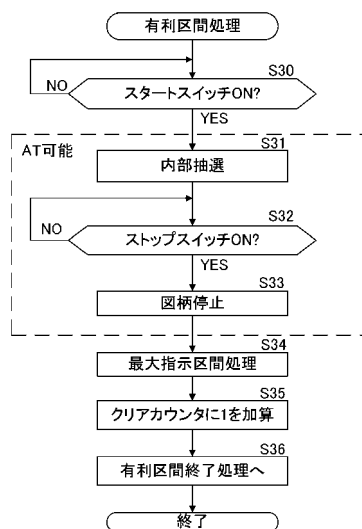 有利区間処理
S30
スタートスイッチON?
NO
YES
AT可能
S31
内部抽選
S32
ストップスイッチON?
NO
YES
S33
図柄停止
S34
最大指示区間処理
S35
クリアカウンタに1を加算
S36
有利区間終了処理へ
終了